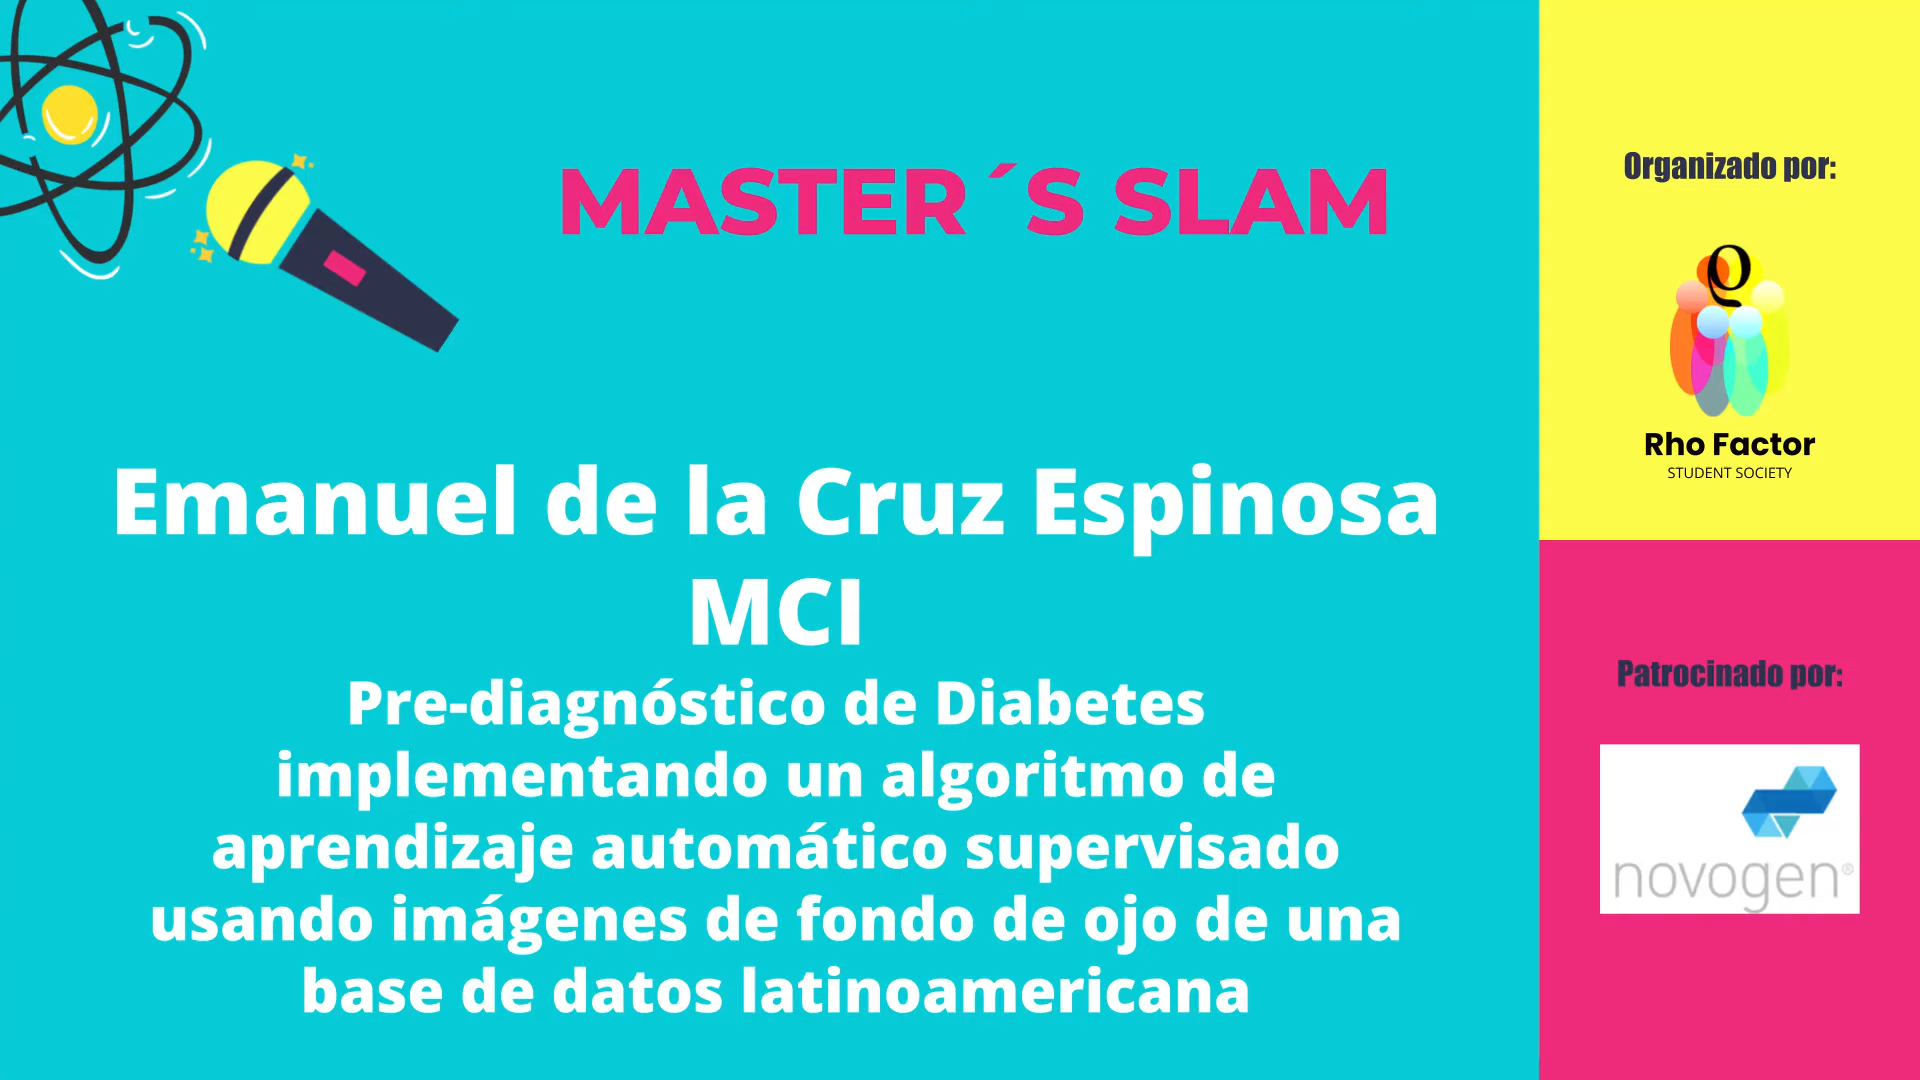 MASTER´S SLAM
Emanuel de la Cruz Espinosa
MCI
Pre-diagnóstico de Diabetes
implementando un algoritmo de
aprendizaje automático supervisado
usando imágenes de fondo de ojo de una
base de datos latinoamericana
Organizado por:
ϱ
Rho Factor
STUDENT SOCIETY
Patrocinado por:
novogen®